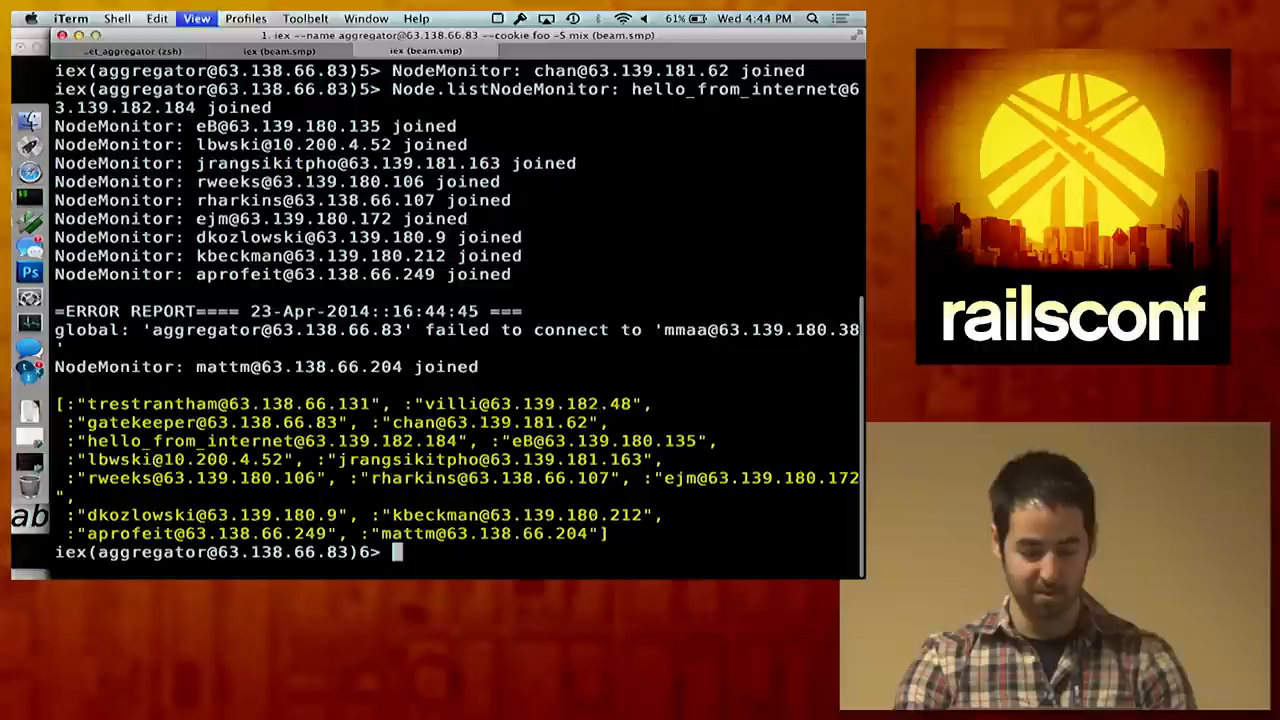 iTerm Shell Edit View Profiles Toolbelt Window Help 61% Wed 4:44 PM
1. iex --name aggregator@63.138.66.83 --cookie foo -S mix (beam.smp)
..et_aggregator (zsh) iex (beam.smp) iex (beam.smp)
iex(aggregator@63.138.66.83)5> NodeMonitor: chan@63.139.181.62 joined
iex(aggregator@63.138.66.83)5> Node.listNodeMonitor: hello_from_internet@6
3.139.182.184 joined
NodeMonitor: eB@63.139.180.135 joined
NodeMonitor: lbwski@10.200.4.52 joined
NodeMonitor: jrangsikitpho@63.139.181.163 joined
NodeMonitor: rweeks@63.139.180.106 joined
NodeMonitor: rharkins@63.138.66.107 joined
NodeMonitor: ejm@63.139.180.172 joined
NodeMonitor: dkozlowski@63.139.180.9 joined
NodeMonitor: kbeckman@63.139.180.212 joined
NodeMonitor: aprofeit@63.138.66.249 joined
=ERROR REPORT==== 23-Apr-2014::16:44:45 ===
global: 'aggregator@63.138.66.83' failed to connect to 'mmaa@63.139.180.38
'
NodeMonitor: mattm@63.138.66.204 joined
[:"trestrantham@63.138.66.131", :"villi@63.139.182.48",
:"gatekeeper@63.138.66.83", :"chan@63.139.181.62",
:"hello_from_internet@63.139.182.184", :"eB@63.139.180.135",
:"lbwski@10.200.4.52", :"jrangsikitpho@63.139.181.163",
:"rweeks@63.139.180.106", :"rharkins@63.138.66.107", :"ejm@63.139.180.172
",
:"dkozlowski@63.139.180.9", :"kbeckman@63.139.180.212",
:"aprofeit@63.138.66.249", :"mattm@63.138.66.204"]
iex(aggregator@63.138.66.83)6>
Ps
ab
railsconf